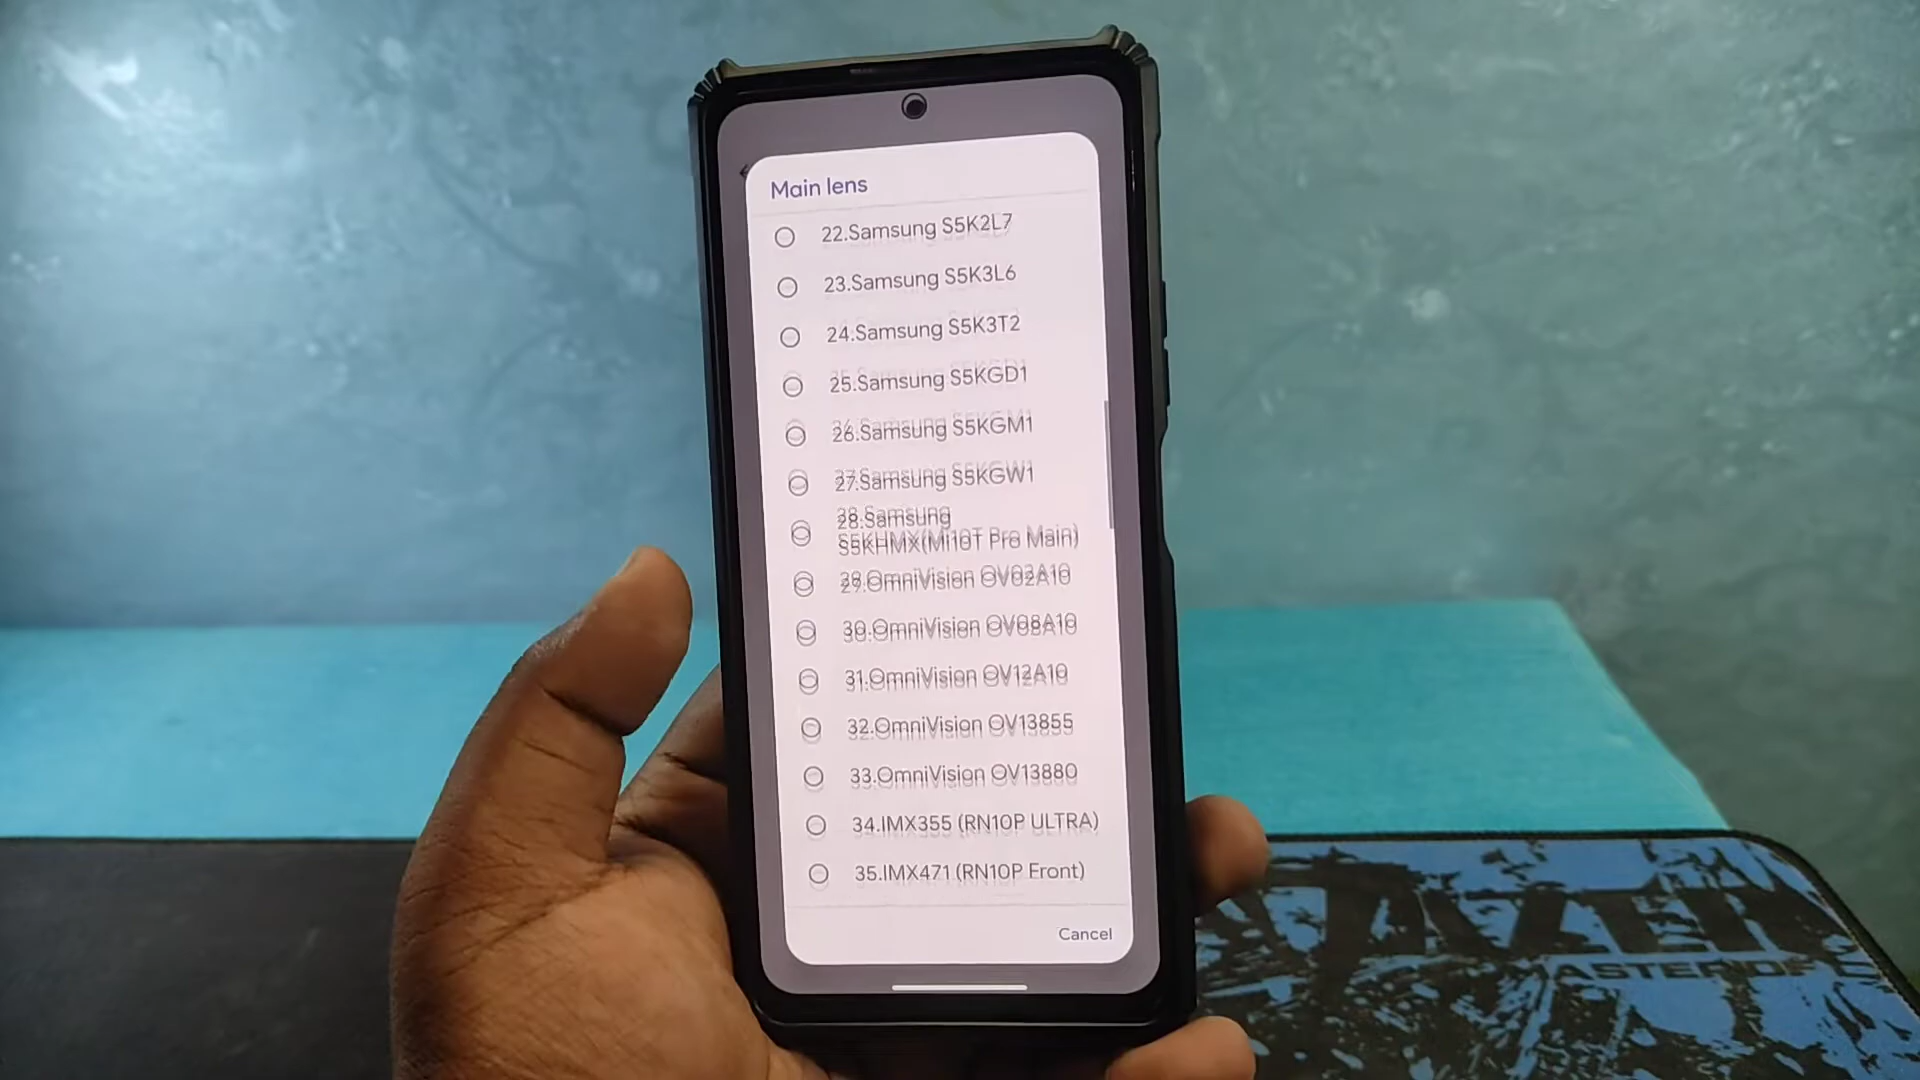 Main lens
22.Samsung S5K2L7
23.Samsung S5K3L6
24.Samsung S5K3T2
25.Samsung S5KGD1
26.Samsung S5KGM1
27.Samsung S5KGW1
28.Samsung
S5KHMX(Mi10T Pro Main)
29.OmniVision OV02A10
30.OmniVision OV08A10
31.OmniVision OV12A10
32.OmniVision OV13855
33.OmniVision OV13880
34.IMX355 (RN10P ULTRA)
35.IMX471 (RN10P Front)
Cancel
MASTER OF